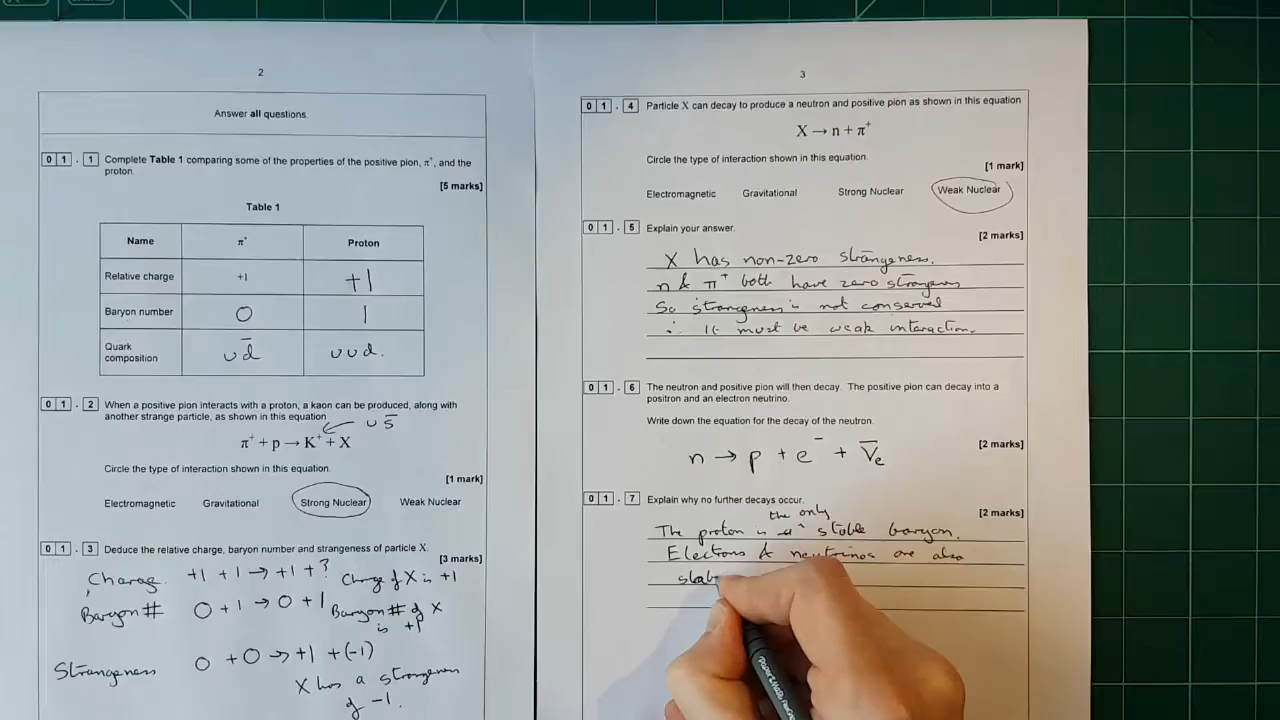 2
Answer all questions.
0 1 . 1 Complete Table 1 comparing some of the properties of the positive pion, π⁺, and the
proton.
[5 marks]
Table 1
Name π⁺ Proton
Relative charge +1 +1
Baryon number 0 1
Quark
composition ud̄ uud.
0 1 . 2 When a positive pion interacts with a proton, a kaon can be produced, along with
another strange particle, as shown in this equation
us̄
π⁺ + p → K⁺ + X
Circle the type of interaction shown in this equation.
[1 mark]
Electromagnetic Gravitational Strong Nuclear Weak Nuclear
0 1 . 3 Deduce the relative charge, baryon number and strangeness of particle X.
[3 marks]
Charge. +1 +1 → +1 + ? Charge of X is +1
Baryon # 0 + 1 → 0 + 1 Baryon # of X
is +1
Strangeness 0 + 0 → +1 + (-1)
X has a strangeness
of -1.
3
0 1 . 4 Particle X can decay to produce a neutron and positive pion as shown in this equation
X → n + π⁺
Circle the type of interaction shown in this equation.
[1 mark]
Electromagnetic Gravitational Strong Nuclear Weak Nuclear
0 1 . 5 Explain your answer.
[2 marks]
X has non-zero strangeness.
n & π⁺ both have zero strangeness
So strangeness is not conserved
∴ It must be weak interaction.
0 1 . 6 The neutron and positive pion will then decay. The positive pion can decay into a
positron and an electron neutrino.
Write down the equation for the decay of the neutron.
[2 marks]
n → p + e⁻ + ν̄e
0 1 . 7 Explain why no further decays occur.
[2 marks]
the only
The proton is a stable baryon.
Electrons & neutrinos are also
stab
PaperMate